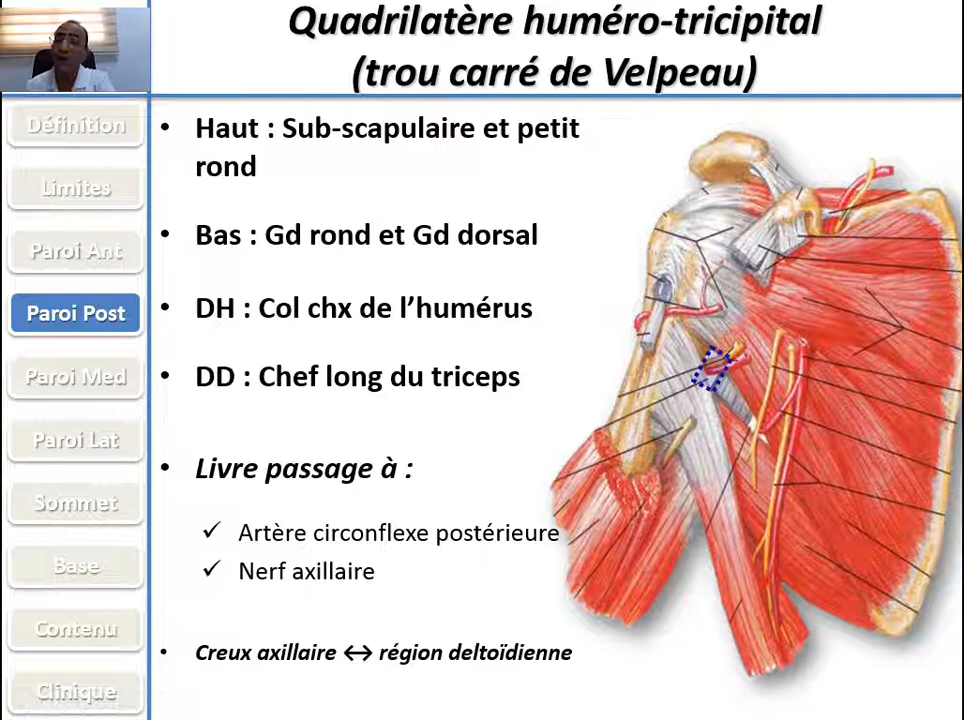 Quadrilatère huméro-tricipital
(trou carré de Velpeau)
Définition
Limites
Paroi Ant
Paroi Post
Paroi Med
Paroi Lat
Sommet
Base
Contenu
Clinique
• Haut : Sub-scapulaire et petit
rond
• Bas : Gd rond et Gd dorsal
• DH : Col chx de l’humérus
• DD : Chef long du triceps
• Livre passage à :
✓ Artère circonflexe postérieure
✓ Nerf axillaire
• Creux axillaire ↔ région deltoïdienne